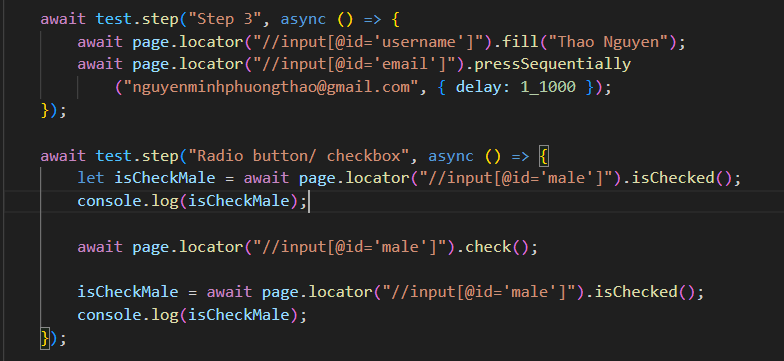 await test.step("Step 3", async () => {
await page.locator("//input[@id='username']").fill("Thao Nguyen");
await page.locator("//input[@id='email']").pressSequentially
("nguyenminhphuongthao@gmail.com", { delay: 1_1000 });
});
await test.step("Radio button/ checkbox", async () => {
let isCheckMale = await page.locator("//input[@id='male']").isChecked();
console.log(isCheckMale);
await page.locator("//input[@id='male']").check();
isCheckMale = await page.locator("//input[@id='male']").isChecked();
console.log(isCheckMale);
});